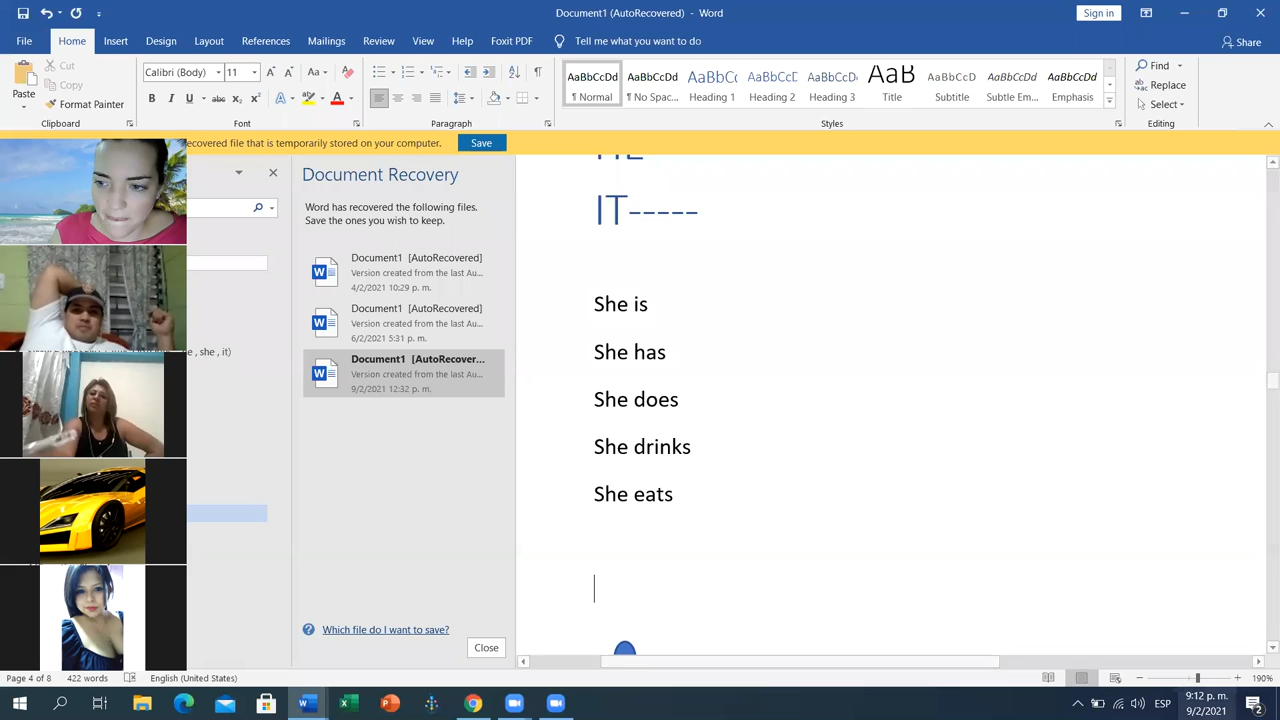 Document1 (AutoRecovered) - Word
Sign in
File Home Insert Design Layout References Mailings Review View Help Foxit PDF Tell me what you want to do
Share
Paste
Cut
Copy
Format Painter
Calibri (Body) 11
Clipboard
Font
Paragraph
AaBbCcDd ¶ Normal
AaBbCcDd ¶ No Spac...
AaBbCc Heading 1
AaBbCcD Heading 2
AaBbCcD Heading 3
AaB Title
AaBbCcD Subtitle
AaBbCcDd Subtle Em...
AaBbCcDd Emphasis
Styles
Find
Replace
Select
Editing
ecovered file that is temporarily stored on your computer.
Save
Document Recovery
Word has recovered the following files.
Save the ones you wish to keep.
Document1 [AutoRecovered]
Version created from the last Au...
4/2/2021 10:29 p. m.
Document1 [AutoRecovered]
Version created from the last Au...
6/2/2021 5:31 p. m.
Document1 [AutoRecover...
Version created from the last Au...
9/2/2021 12:32 p. m.
, she , it)
Which file do I want to save?
Close
IT-----
She is
She has
She does
She drinks
She eats
Page 4 of 8 422 words English (United States)
190%
ESP
9:12 p. m.
9/2/2021
2